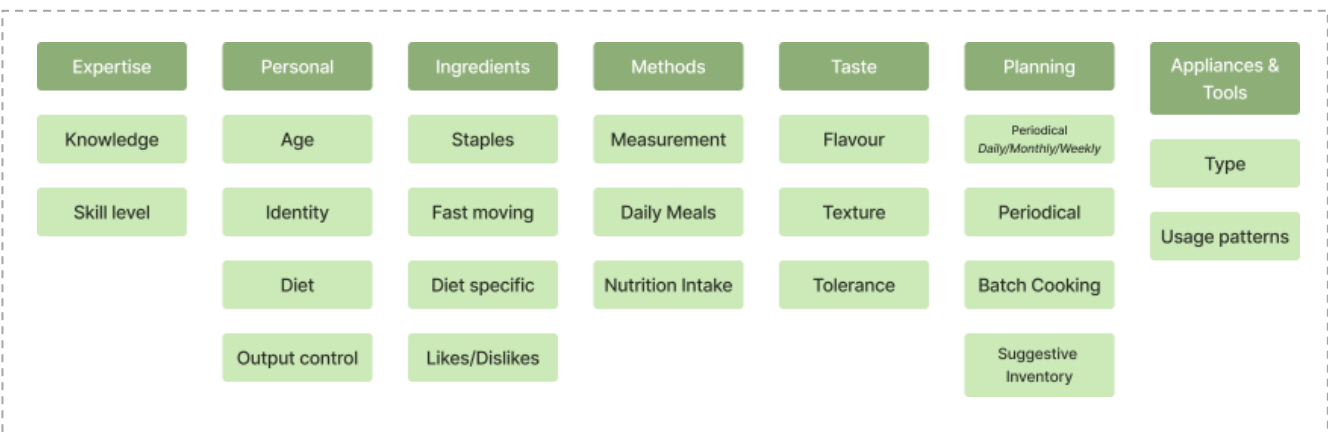 Expertise
Knowledge
Skill level
Personal
Age
Identity
Diet
Output control
Ingredients
Staples
Fast moving
Diet specific
Likes/Dislikes
Methods
Measurement
Daily Meals
Nutrition Intake
Taste
Flavour
Texture
Tolerance
Planning
Periodical
Daily/Monthly/Weekly
Periodical
Batch Cooking
Suggestive
Inventory
Appliances &
Tools
Type
Usage patterns